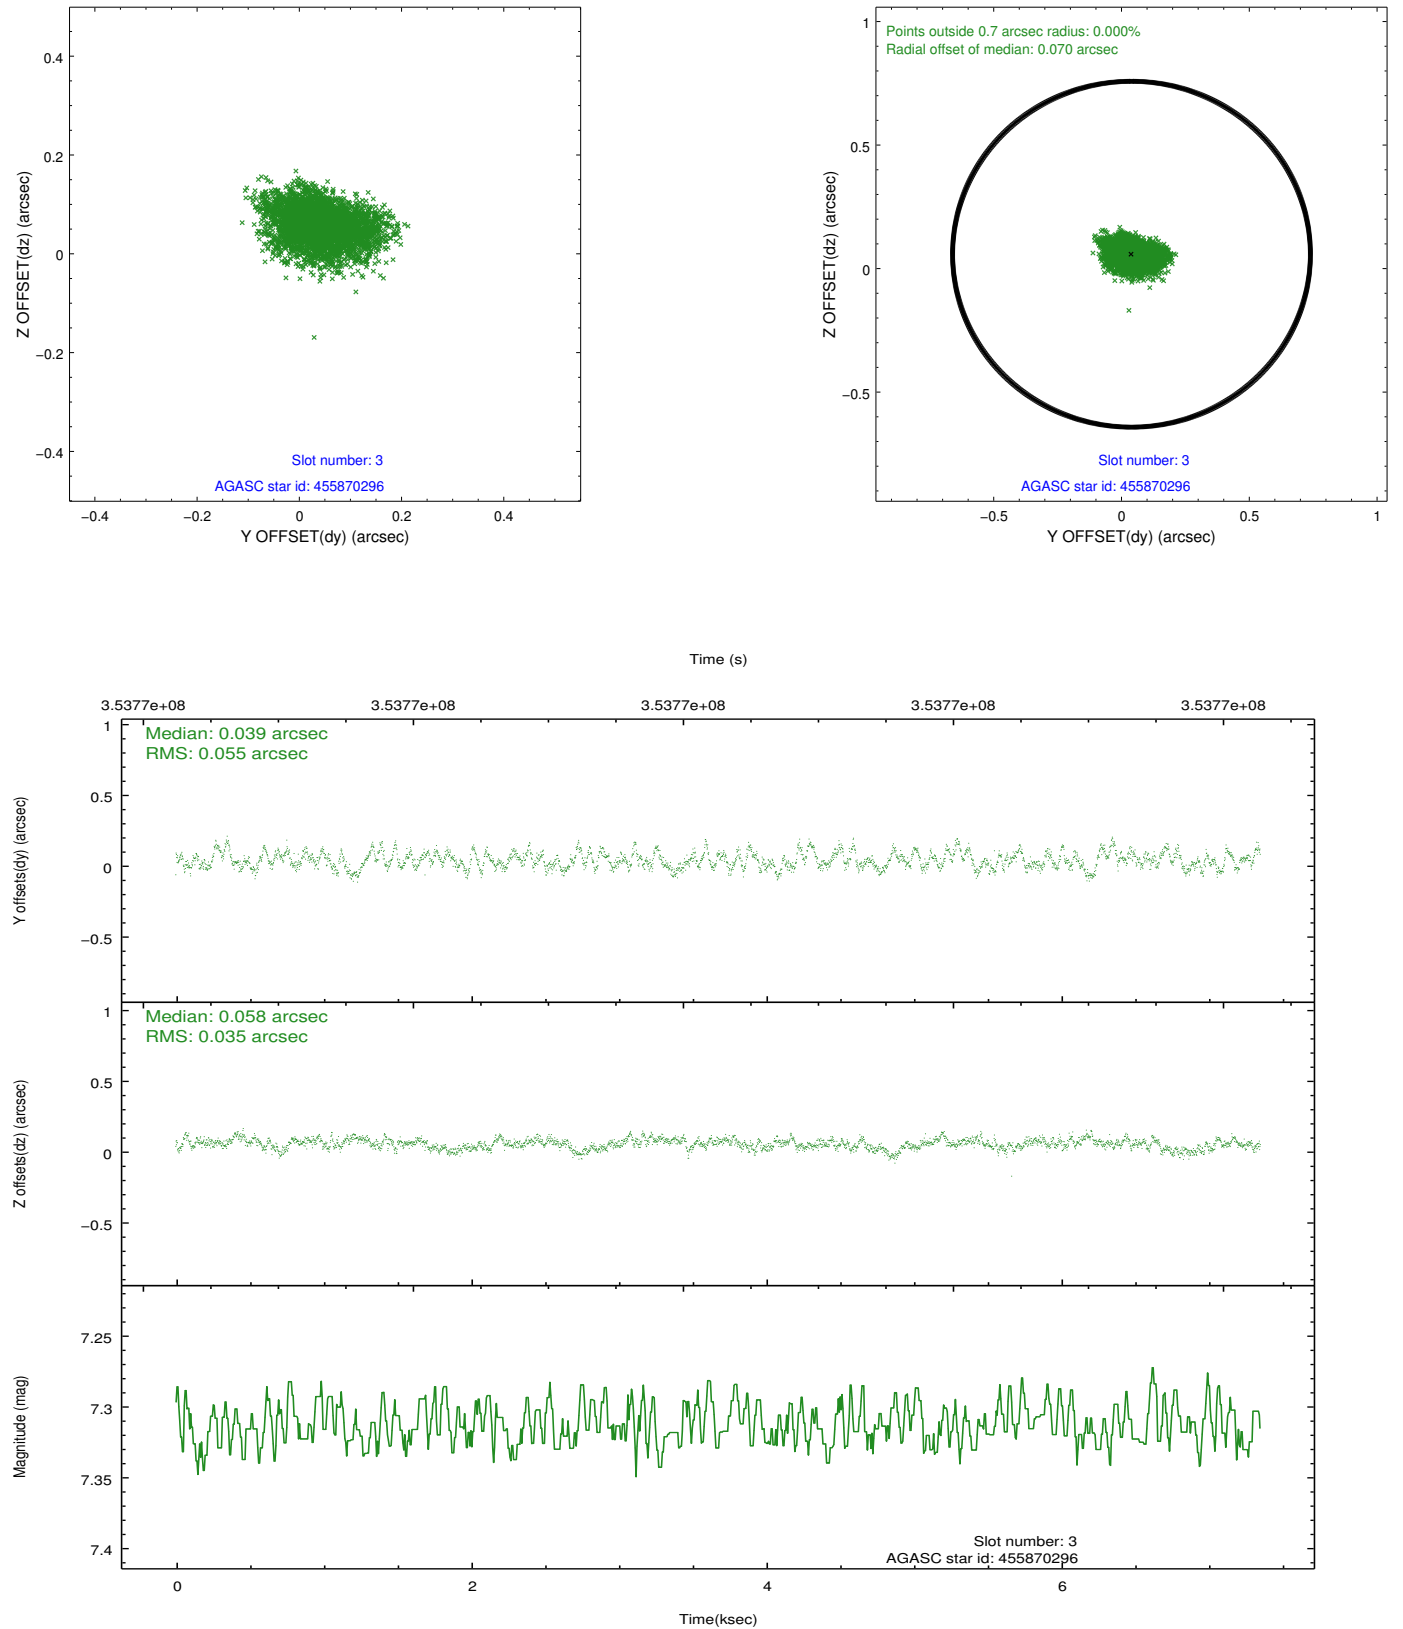 Points outside 0.7 arcsec radius: 0.000%
Radial offset of median: 0.070 arcsec
0.4
0.2
0
−0.2
−0.4
Z OFFSET(dz) (arcsec)
Slot number: 3
AGASC star id: 455870296
−0.4 −0.2 0 0.2 0.4
Y OFFSET(dy) (arcsec)
1
0.5
0
−0.5
Z OFFSET(dz) (arcsec)
Slot number: 3
AGASC star id: 455870296
−0.5 0 0.5 1
Y OFFSET(dy) (arcsec)
Time (s)
3.5377e+08 3.5377e+08 3.5377e+08 3.5377e+08 3.5377e+08
Median: 0.039 arcsec
RMS: 0.055 arcsec
1
0.5
0
−0.5
Y offsets(dy) (arcsec)
Median: 0.058 arcsec
RMS: 0.035 arcsec
1
0.5
0
−0.5
Z offsets(dz) (arcsec)
7.25
7.3
7.35
7.4
Magnitude (mag)
Slot number: 3
AGASC star id: 455870296
0 2 4 6
Time(ksec)